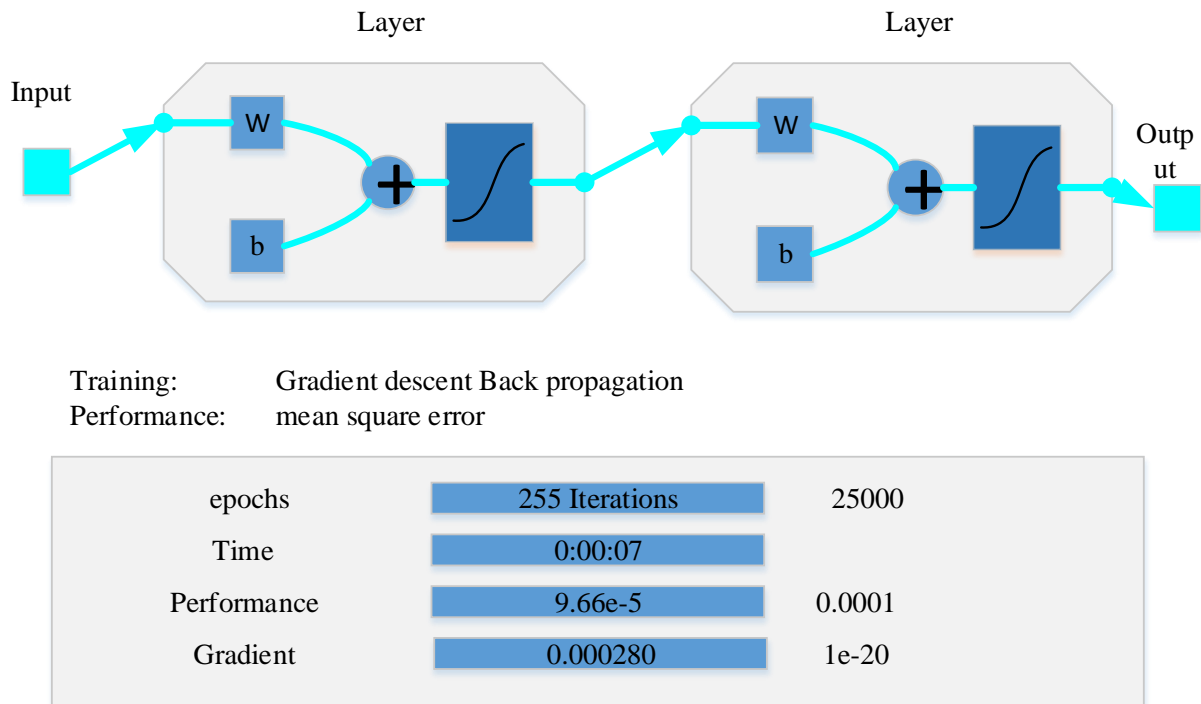 Layer
Layer
Input
W
+
b
W
+
b
Outp
ut
Training: Gradient descent Back propagation
Performance: mean square error
epochs 255 Iterations 25000
Time 0:00:07
Performance 9.66e-5 0.0001
Gradient 0.000280 1e-20